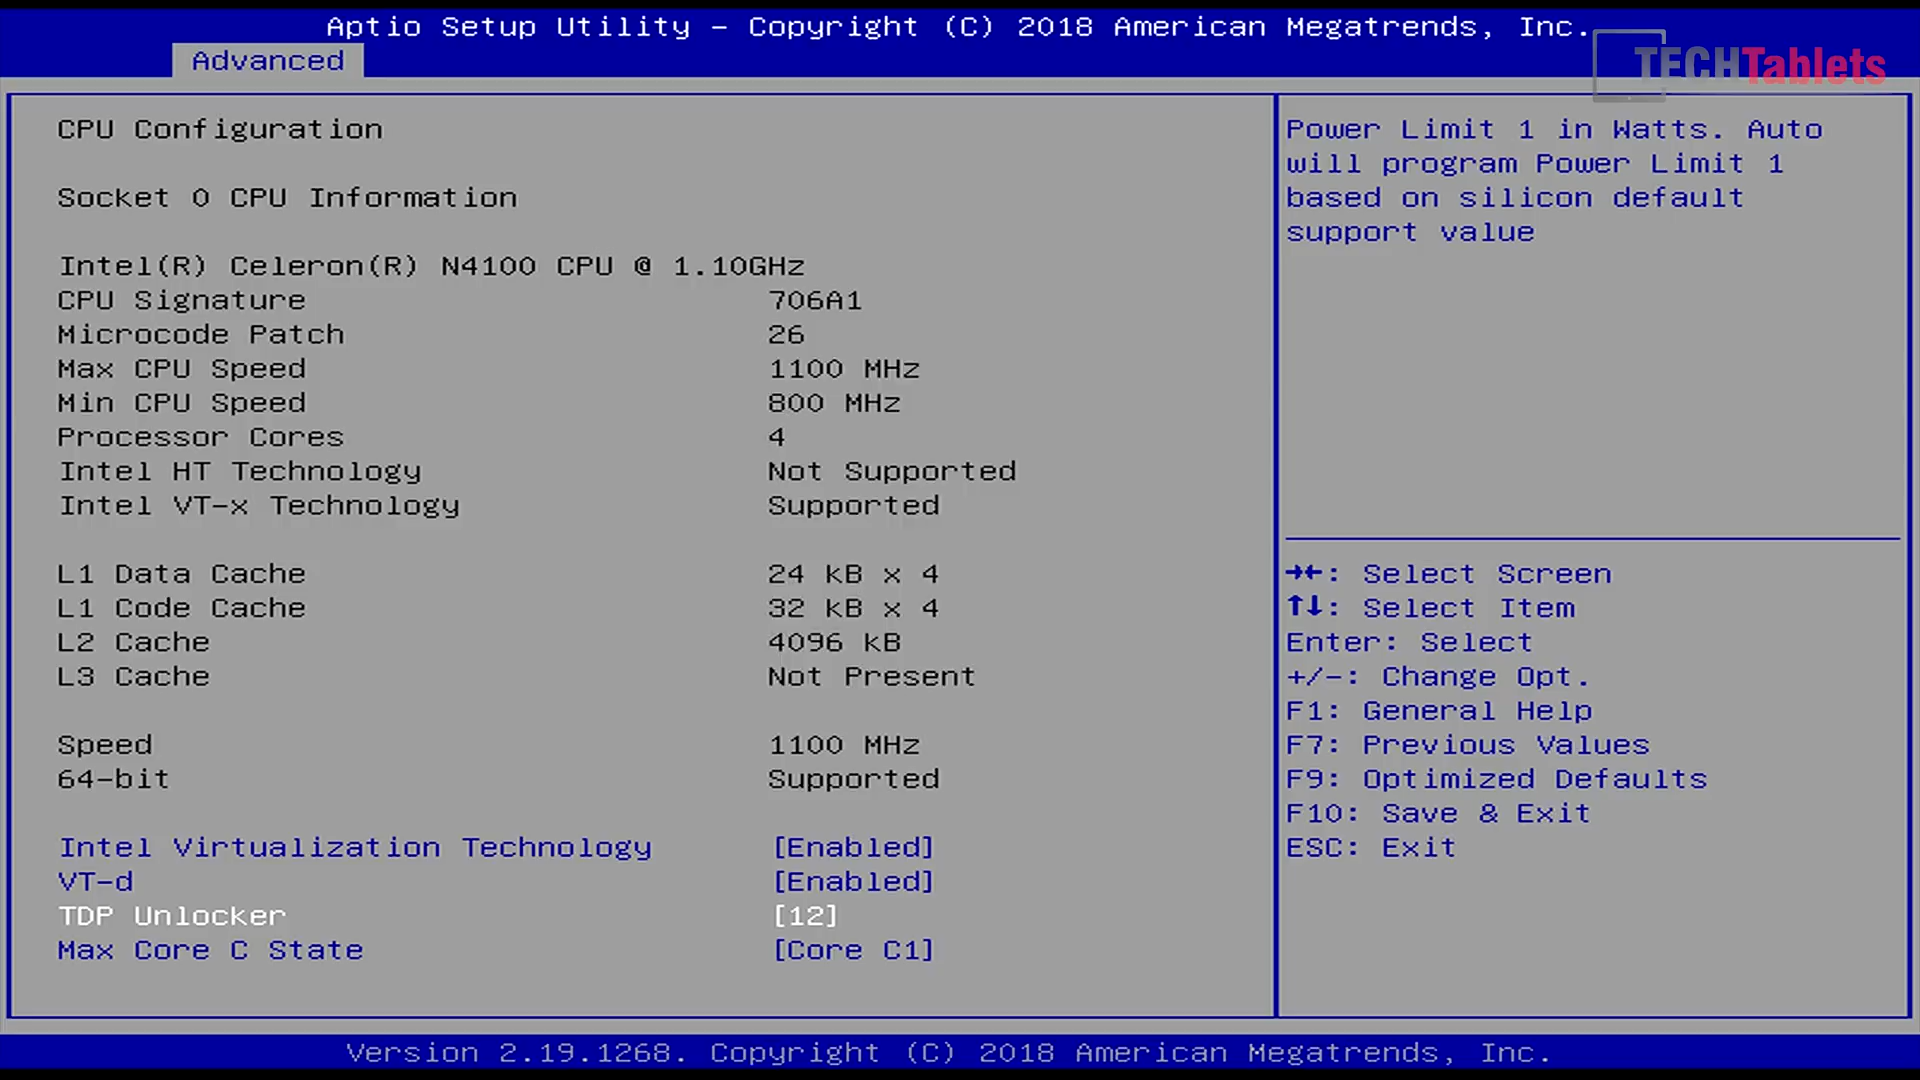 Aptio Setup Utility – Copyright (C) 2018 American Megatrends, Inc.
TECHTablets
Advanced
CPU Configuration
Socket 0 CPU Information
Intel(R) Celeron(R) N4100 CPU @ 1.10GHz
CPU Signature 706A1
Microcode Patch 26
Max CPU Speed 1100 MHz
Min CPU Speed 800 MHz
Processor Cores 4
Intel HT Technology Not Supported
Intel VT-x Technology Supported
L1 Data Cache 24 kB x 4
L1 Code Cache 32 kB x 4
L2 Cache 4096 kB
L3 Cache Not Present
Speed 1100 MHz
64-bit Supported
Intel Virtualization Technology [Enabled]
VT-d [Enabled]
TDP Unlocker [12]
Max Core C State [Core C1]
Power Limit 1 in Watts. Auto
will program Power Limit 1
based on silicon default
support value
→←: Select Screen
↑↓: Select Item
Enter: Select
+/-: Change Opt.
F1: General Help
F7: Previous Values
F9: Optimized Defaults
F10: Save & Exit
ESC: Exit
Version 2.19.1268. Copyright (C) 2018 American Megatrends, Inc.